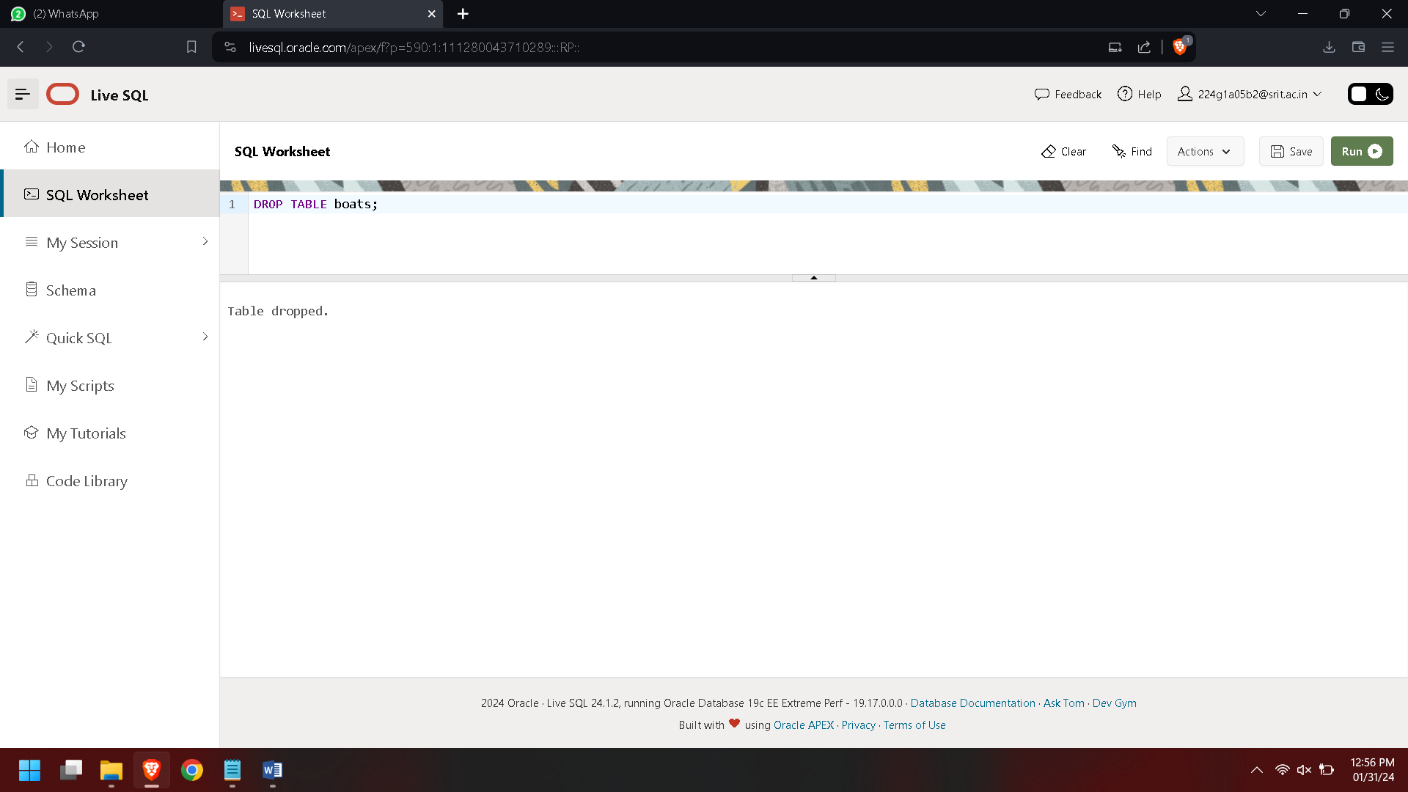 (2) WhatsApp
SQL Worksheet
livesql.oracle.com/apex/f?p=590:1:111280043710289:::RP::
1
Live SQL
Feedback
Help
224g1a05b2@srit.ac.in
Home
SQL Worksheet
My Session
Schema
Quick SQL
My Scripts
My Tutorials
Code Library
SQL Worksheet
Clear
Find
Actions
Save
Run
1 DROP TABLE boats;
Table dropped.
2024 Oracle · Live SQL 24.1.2, running Oracle Database 19c EE Extreme Perf - 19.17.0.0.0 · Database Documentation · Ask Tom · Dev Gym
Built with ❤ using Oracle APEX · Privacy · Terms of Use
12:56 PM
01/31/24